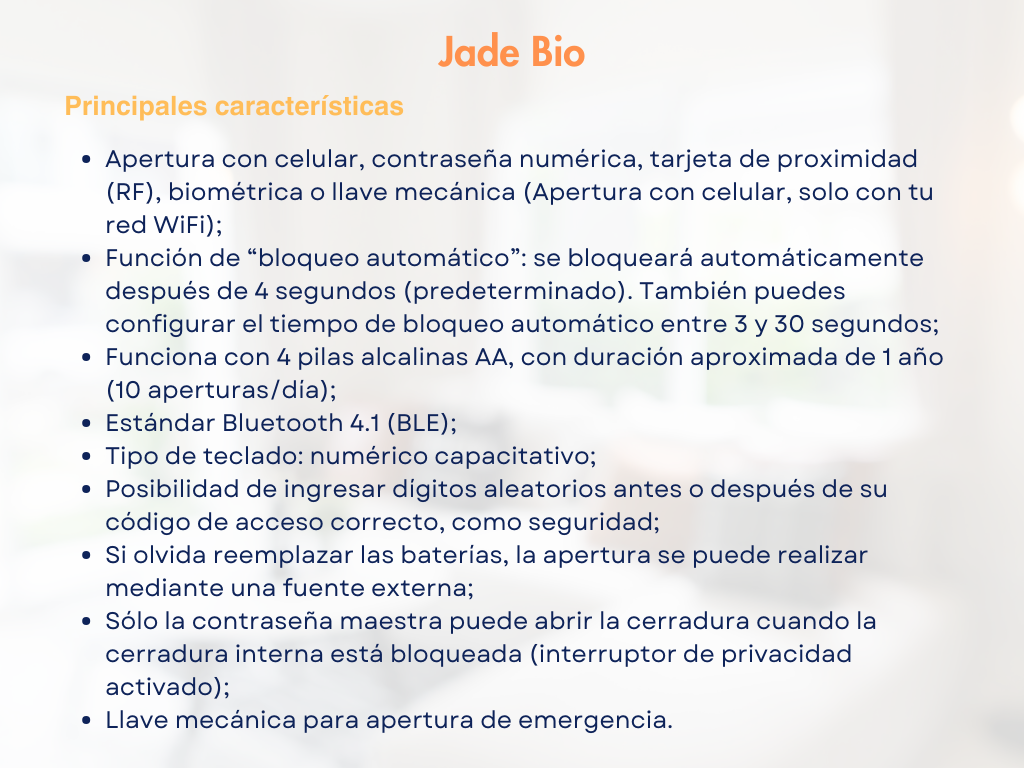 Jade Bio
Principales características
• Apertura con celular, contraseña numérica, tarjeta de proximidad
(RF), biométrica o llave mecánica (Apertura con celular, solo con tu
red WiFi);
• Función de “bloqueo automático”: se bloqueará automáticamente
después de 4 segundos (predeterminado). También puedes
configurar el tiempo de bloqueo automático entre 3 y 30 segundos;
• Funciona con 4 pilas alcalinas AA, con duración aproximada de 1 año
(10 aperturas/día);
• Estándar Bluetooth 4.1 (BLE);
• Tipo de teclado: numérico capacitativo;
• Posibilidad de ingresar dígitos aleatorios antes o después de su
código de acceso correcto, como seguridad;
• Si olvida reemplazar las baterías, la apertura se puede realizar
mediante una fuente externa;
• Sólo la contraseña maestra puede abrir la cerradura cuando la
cerradura interna está bloqueada (interruptor de privacidad
activado);
• Llave mecánica para apertura de emergencia.